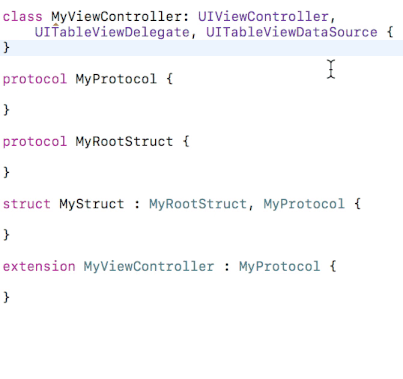 class MyViewController: UIViewController,
    UITableViewDelegate, UITableViewDataSource {
}
protocol MyProtocol {
}
protocol MyRootStruct {
}
struct MyStruct : MyRootStruct, MyProtocol {
}
extension MyViewController : MyProtocol {
}